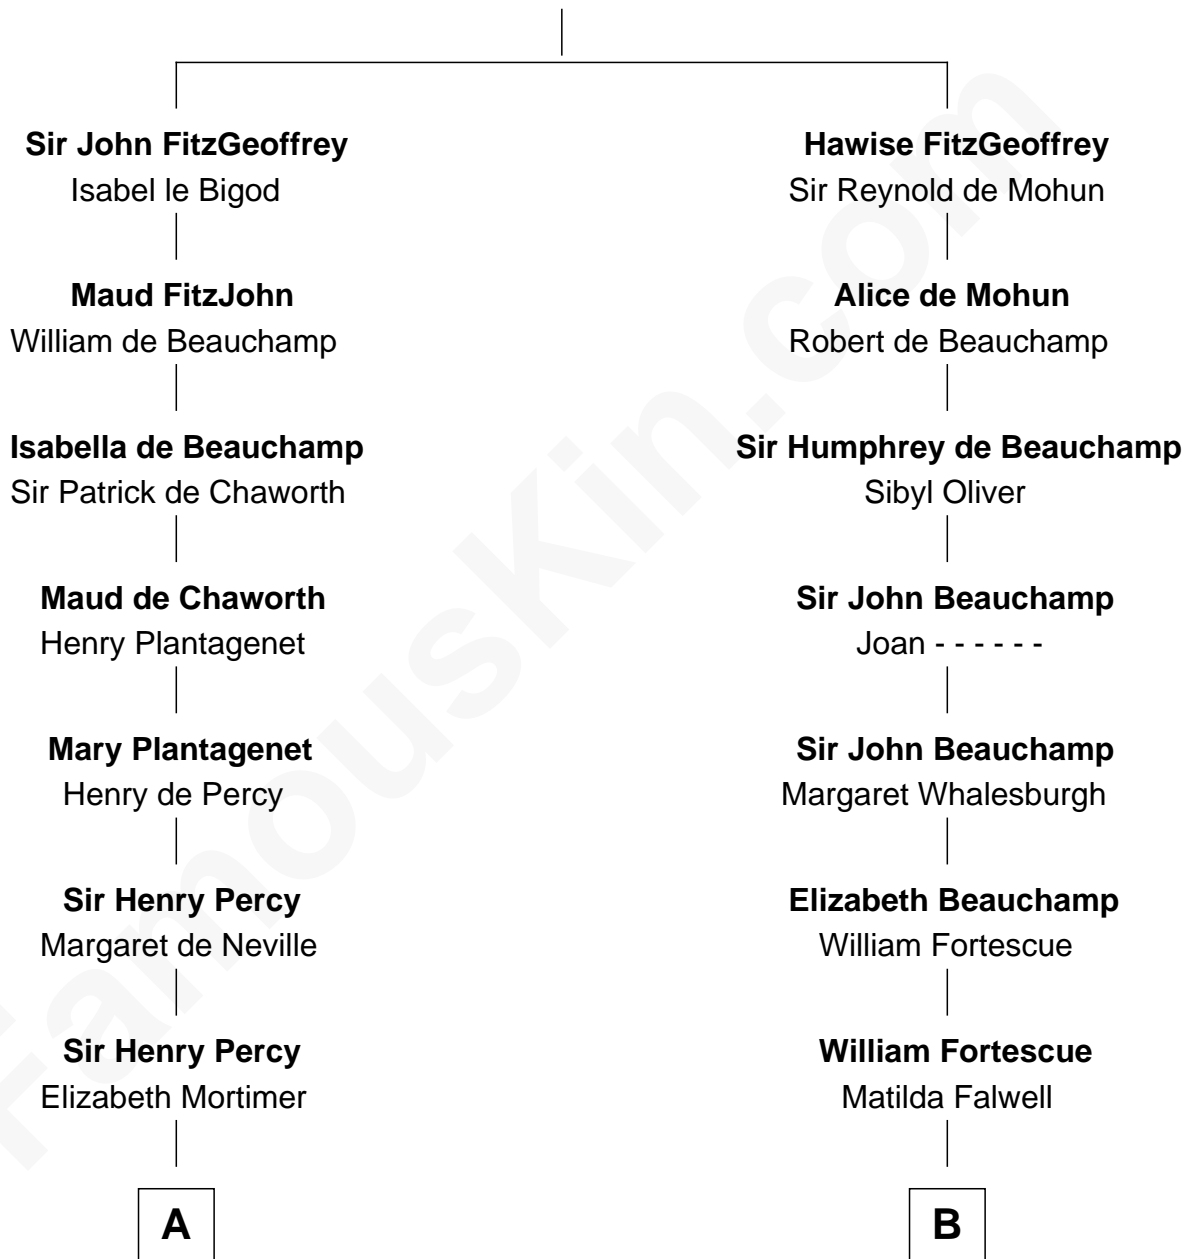 Sir John FitzGeoffrey
Isabel le Bigod
Maud FitzJohn
William de Beauchamp
Isabella de Beauchamp
Sir Patrick de Chaworth
Maud de Chaworth
Henry Plantagenet
Mary Plantagenet
Henry de Percy
Sir Henry Percy
Margaret de Neville
Sir Henry Percy
Elizabeth Mortimer
A
Hawise FitzGeoffrey
Sir Reynold de Mohun
Alice de Mohun
Robert de Beauchamp
Sir Humphrey de Beauchamp
Sibyl Oliver
Sir John Beauchamp
Joan - - - - - -
Sir John Beauchamp
Margaret Whalesburgh
Elizabeth Beauchamp
William Fortescue
William Fortescue
Matilda Falwell
B
FamousKin.com